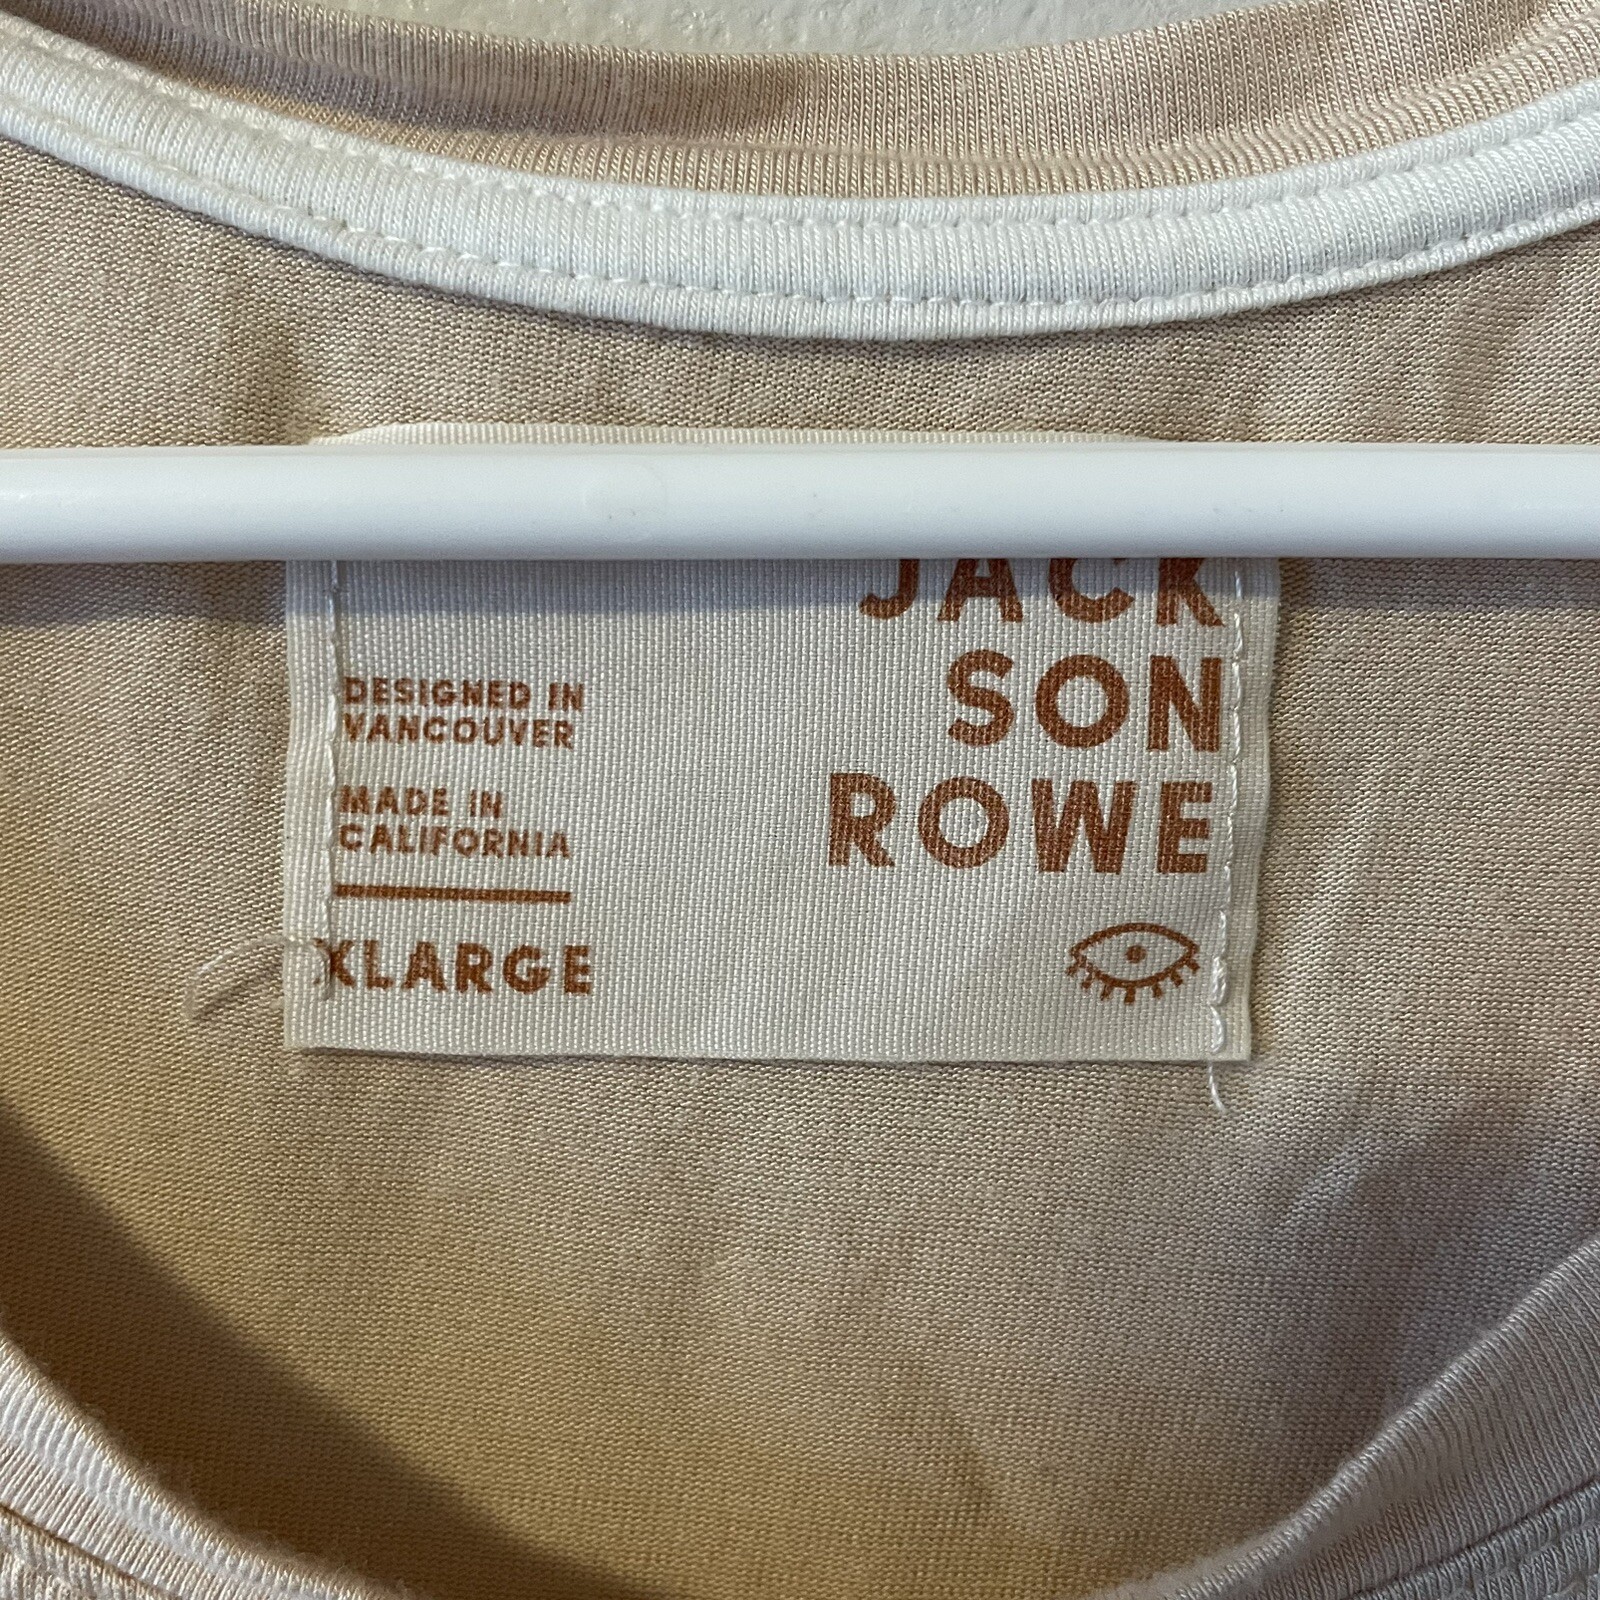 JACK
SON
ROWE
DESIGNED IN
VANCOUVER
MADE IN
CALIFORNIA
XLARGE